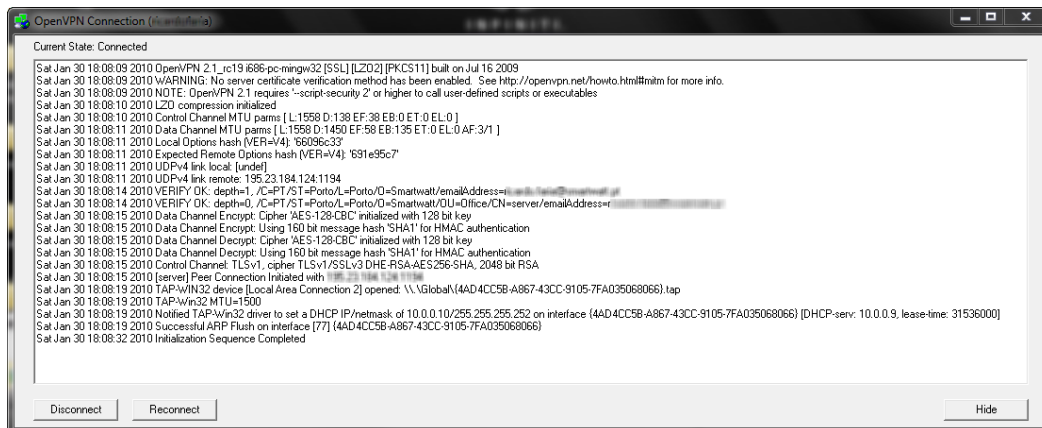 OpenVPN Connection
Current State: Connected
Sat Jan 30 18:08:09 2010 OpenVPN 2.1_rc19 i686-pc-mingw32 [SSL] [LZO2] [PKCS11] built on Jul 16 2009
Sat Jan 30 18:08:09 2010 WARNING: No server certificate verification method has been enabled.  See http://openvpn.net/howto.html#mitm for more info.
Sat Jan 30 18:08:09 2010 NOTE: OpenVPN 2.1 requires '--script-security 2' or higher to call user-defined scripts or executables
Sat Jan 30 18:08:10 2010 LZO compression initialized
Sat Jan 30 18:08:10 2010 Control Channel MTU parms [ L:1558 D:138 EF:38 EB:0 ET:0 EL:0 ]
Sat Jan 30 18:08:11 2010 Data Channel MTU parms [ L:1558 D:1450 EF:58 EB:135 ET:0 EL:0 AF:3/1 ]
Sat Jan 30 18:08:11 2010 Local Options hash (VER=V4): '66096c33'
Sat Jan 30 18:08:11 2010 Expected Remote Options hash (VER=V4): '691e95c7'
Sat Jan 30 18:08:11 2010 UDPv4 link local: [undef]
Sat Jan 30 18:08:11 2010 UDPv4 link remote: 195.23.184.124:1194
Sat Jan 30 18:08:14 2010 VERIFY OK: depth=1, /C=PT/ST=Porto/L=Porto/O=Smartwatt/emailAddress=
Sat Jan 30 18:08:14 2010 VERIFY OK: depth=0, /C=PT/ST=Porto/L=Porto/O=Smartwatt/OU=Office/CN=server/emailAddress=
Sat Jan 30 18:08:15 2010 Data Channel Encrypt: Cipher 'AES-128-CBC' initialized with 128 bit key
Sat Jan 30 18:08:15 2010 Data Channel Encrypt: Using 160 bit message hash 'SHA1' for HMAC authentication
Sat Jan 30 18:08:15 2010 Data Channel Decrypt: Cipher 'AES-128-CBC' initialized with 128 bit key
Sat Jan 30 18:08:15 2010 Data Channel Decrypt: Using 160 bit message hash 'SHA1' for HMAC authentication
Sat Jan 30 18:08:15 2010 Control Channel: TLSv1, cipher TLSv1/SSLv3 DHE-RSA-AES256-SHA, 2048 bit RSA
Sat Jan 30 18:08:15 2010 [server] Peer Connection Initiated with
Sat Jan 30 18:08:19 2010 TAP-WIN32 device [Local Area Connection 2] opened: \\.\Global\{4AD4CC5B-A867-43CC-9105-7FA035068066}.tap
Sat Jan 30 18:08:19 2010 TAP-Win32 MTU=1500
Sat Jan 30 18:08:19 2010 Notified TAP-Win32 driver to set a DHCP IP/netmask of 10.0.0.10/255.255.255.252 on interface {4AD4CC5B-A867-43CC-9105-7FA035068066} [DHCP-serv: 10.0.0.9, lease-time: 31536000]
Sat Jan 30 18:08:19 2010 Successful ARP Flush on interface [77] {4AD4CC5B-A867-43CC-9105-7FA035068066}
Sat Jan 30 18:08:32 2010 Initialization Sequence Completed
Disconnect
Reconnect
Hide